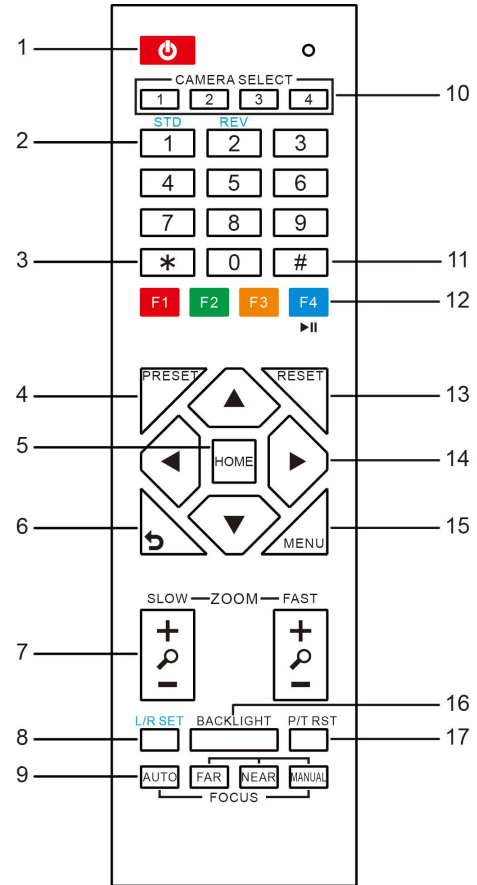 1
CAMERA SELECT
1 2 3 4 10
STD REV
2 1 2 3
4 5 6
7 8 9
3 * 0 # 11
F1 F2 F3 F4 12
PRESET RESET
4 13
5 HOME 14
6 15
MENU
SLOW ZOOM FAST
+ +
7
- -
16
L/R SET BACKLIGHT P/T RST
8 17
9 AUTO FAR NEAR MANUAL
FOCUS